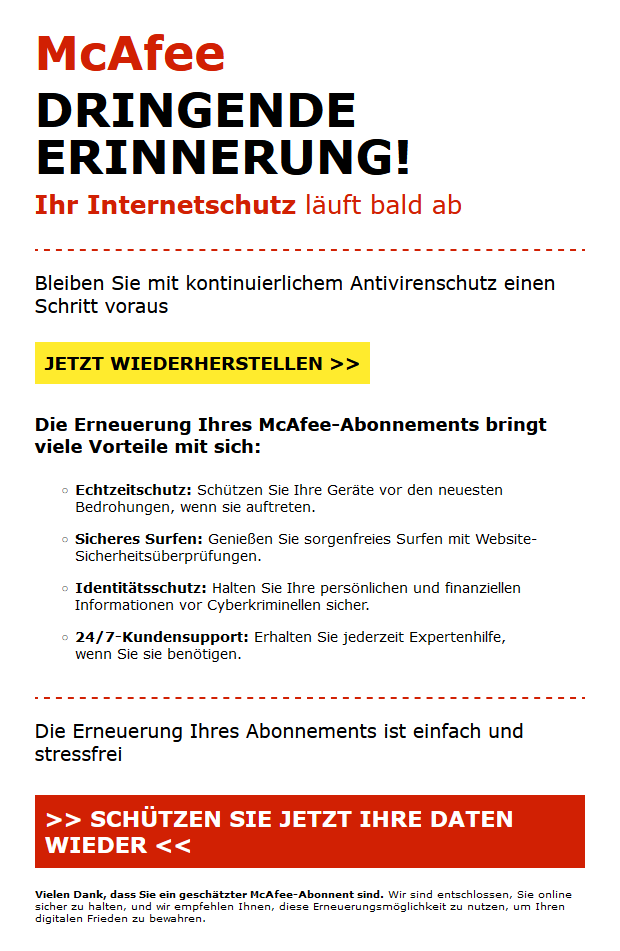 McAfee
DRINGENDE
ERINNERUNG!
Ihr Internetschutz läuft bald ab
Bleiben Sie mit kontinuierlichem Antivirenschutz einen
Schritt voraus
JETZT WIEDERHERSTELLEN >>
Die Erneuerung Ihres McAfee-Abonnements bringt
viele Vorteile mit sich:
Echtzeitschutz: Schützen Sie Ihre Geräte vor den neuesten
Bedrohungen, wenn sie auftreten.
Sicheres Surfen: Genießen Sie sorgenfreies Surfen mit Website-
Sicherheitsüberprüfungen.
Identitätsschutz: Halten Sie Ihre persönlichen und finanziellen
Informationen vor Cyberkriminellen sicher.
24/7-Kundensupport: Erhalten Sie jederzeit Expertenhilfe,
wenn Sie sie benötigen.
Die Erneuerung Ihres Abonnements ist einfach und
stressfrei
>> SCHÜTZEN SIE JETZT IHRE DATEN
WIEDER <<
Vielen Dank, dass Sie ein geschätzter McAfee-Abonnent sind. Wir sind entschlossen, Sie online
sicher zu halten, und wir empfehlen Ihnen, diese Erneuerungsmöglichkeit zu nutzen, um Ihren
digitalen Frieden zu bewahren.